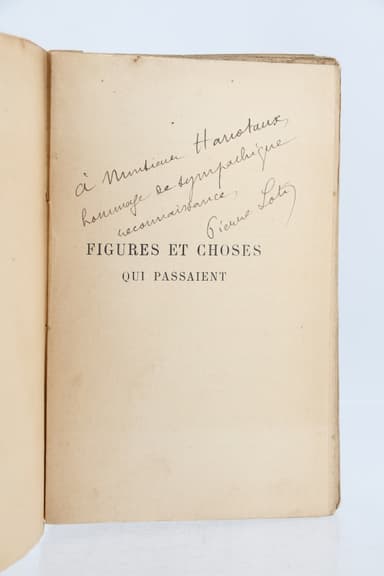 à Monsieur Hanotaux,
hommage de sympathique
reconnaissance,
Pierre Loti
FIGURES ET CHOSES
QUI PASSAIENT